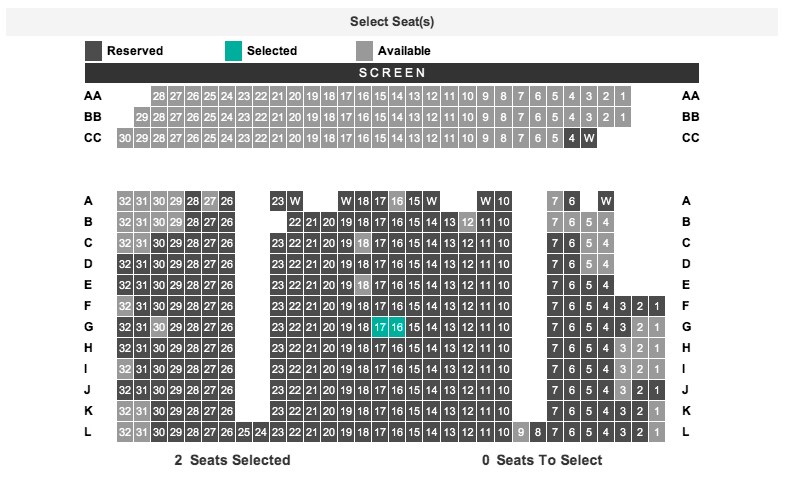 Select Seat(s)
Reserved Selected Available
SCREEN
AA 28 27 26 25 24 23 22 21 20 19 18 17 16 15 14 13 12 11 10 9 8 7 6 5 4 3 2 1 AA
BB 29 28 27 26 25 24 23 22 21 20 19 18 17 16 15 14 13 12 11 10 9 8 7 6 5 4 3 2 1 BB
CC 30 29 28 27 26 25 24 23 22 21 20 19 18 17 16 15 14 13 12 11 10 9 8 7 6 5 4 W CC
A 32 31 30 29 28 27 26 23 W W 18 17 16 15 W W 10 7 6 W A
B 32 31 30 29 28 27 26 22 21 20 19 18 17 16 15 14 13 12 11 10 7 6 5 4 B
C 32 31 30 29 28 27 26 23 22 21 20 19 18 17 16 15 14 13 12 11 10 7 6 5 4 C
D 32 31 30 29 28 27 26 23 22 21 20 19 18 17 16 15 14 13 12 11 10 7 6 5 4 D
E 32 31 30 29 28 27 26 23 22 21 20 19 18 17 16 15 14 13 12 11 10 7 6 5 4 E
F 32 31 30 29 28 27 26 23 22 21 20 19 18 17 16 15 14 13 12 11 10 7 6 5 4 3 2 1 F
G 32 31 30 29 28 27 26 23 22 21 20 19 18 17 16 15 14 13 12 11 10 7 6 5 4 3 2 1 G
H 32 31 30 29 28 27 26 23 22 21 20 19 18 17 16 15 14 13 12 11 10 7 6 5 4 3 2 1 H
I 32 31 30 29 28 27 26 23 22 21 20 19 18 17 16 15 14 13 12 11 10 7 6 5 4 3 2 1 I
J 32 31 30 29 28 27 26 23 22 21 20 19 18 17 16 15 14 13 12 11 10 7 6 5 4 3 2 1 J
K 32 31 30 29 28 27 26 23 22 21 20 19 18 17 16 15 14 13 12 11 10 7 6 5 4 3 2 1 K
L 32 31 30 29 28 27 26 25 24 23 22 21 20 19 18 17 16 15 14 13 12 11 10 9 8 7 6 5 4 3 2 1 L
2 Seats Selected 0 Seats To Select